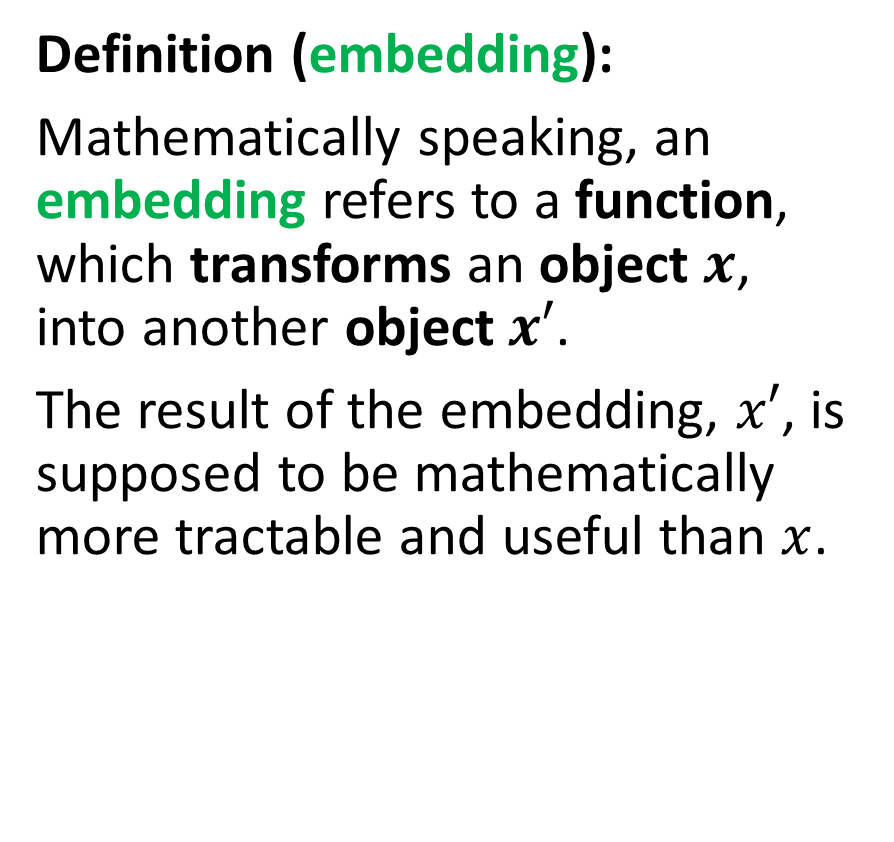 Definition (embedding):
Mathematically speaking, an
embedding refers to a function,
which transforms an object x,
into another object x′.
The result of the embedding, x′, is
supposed to be mathematically
more tractable and useful than x.